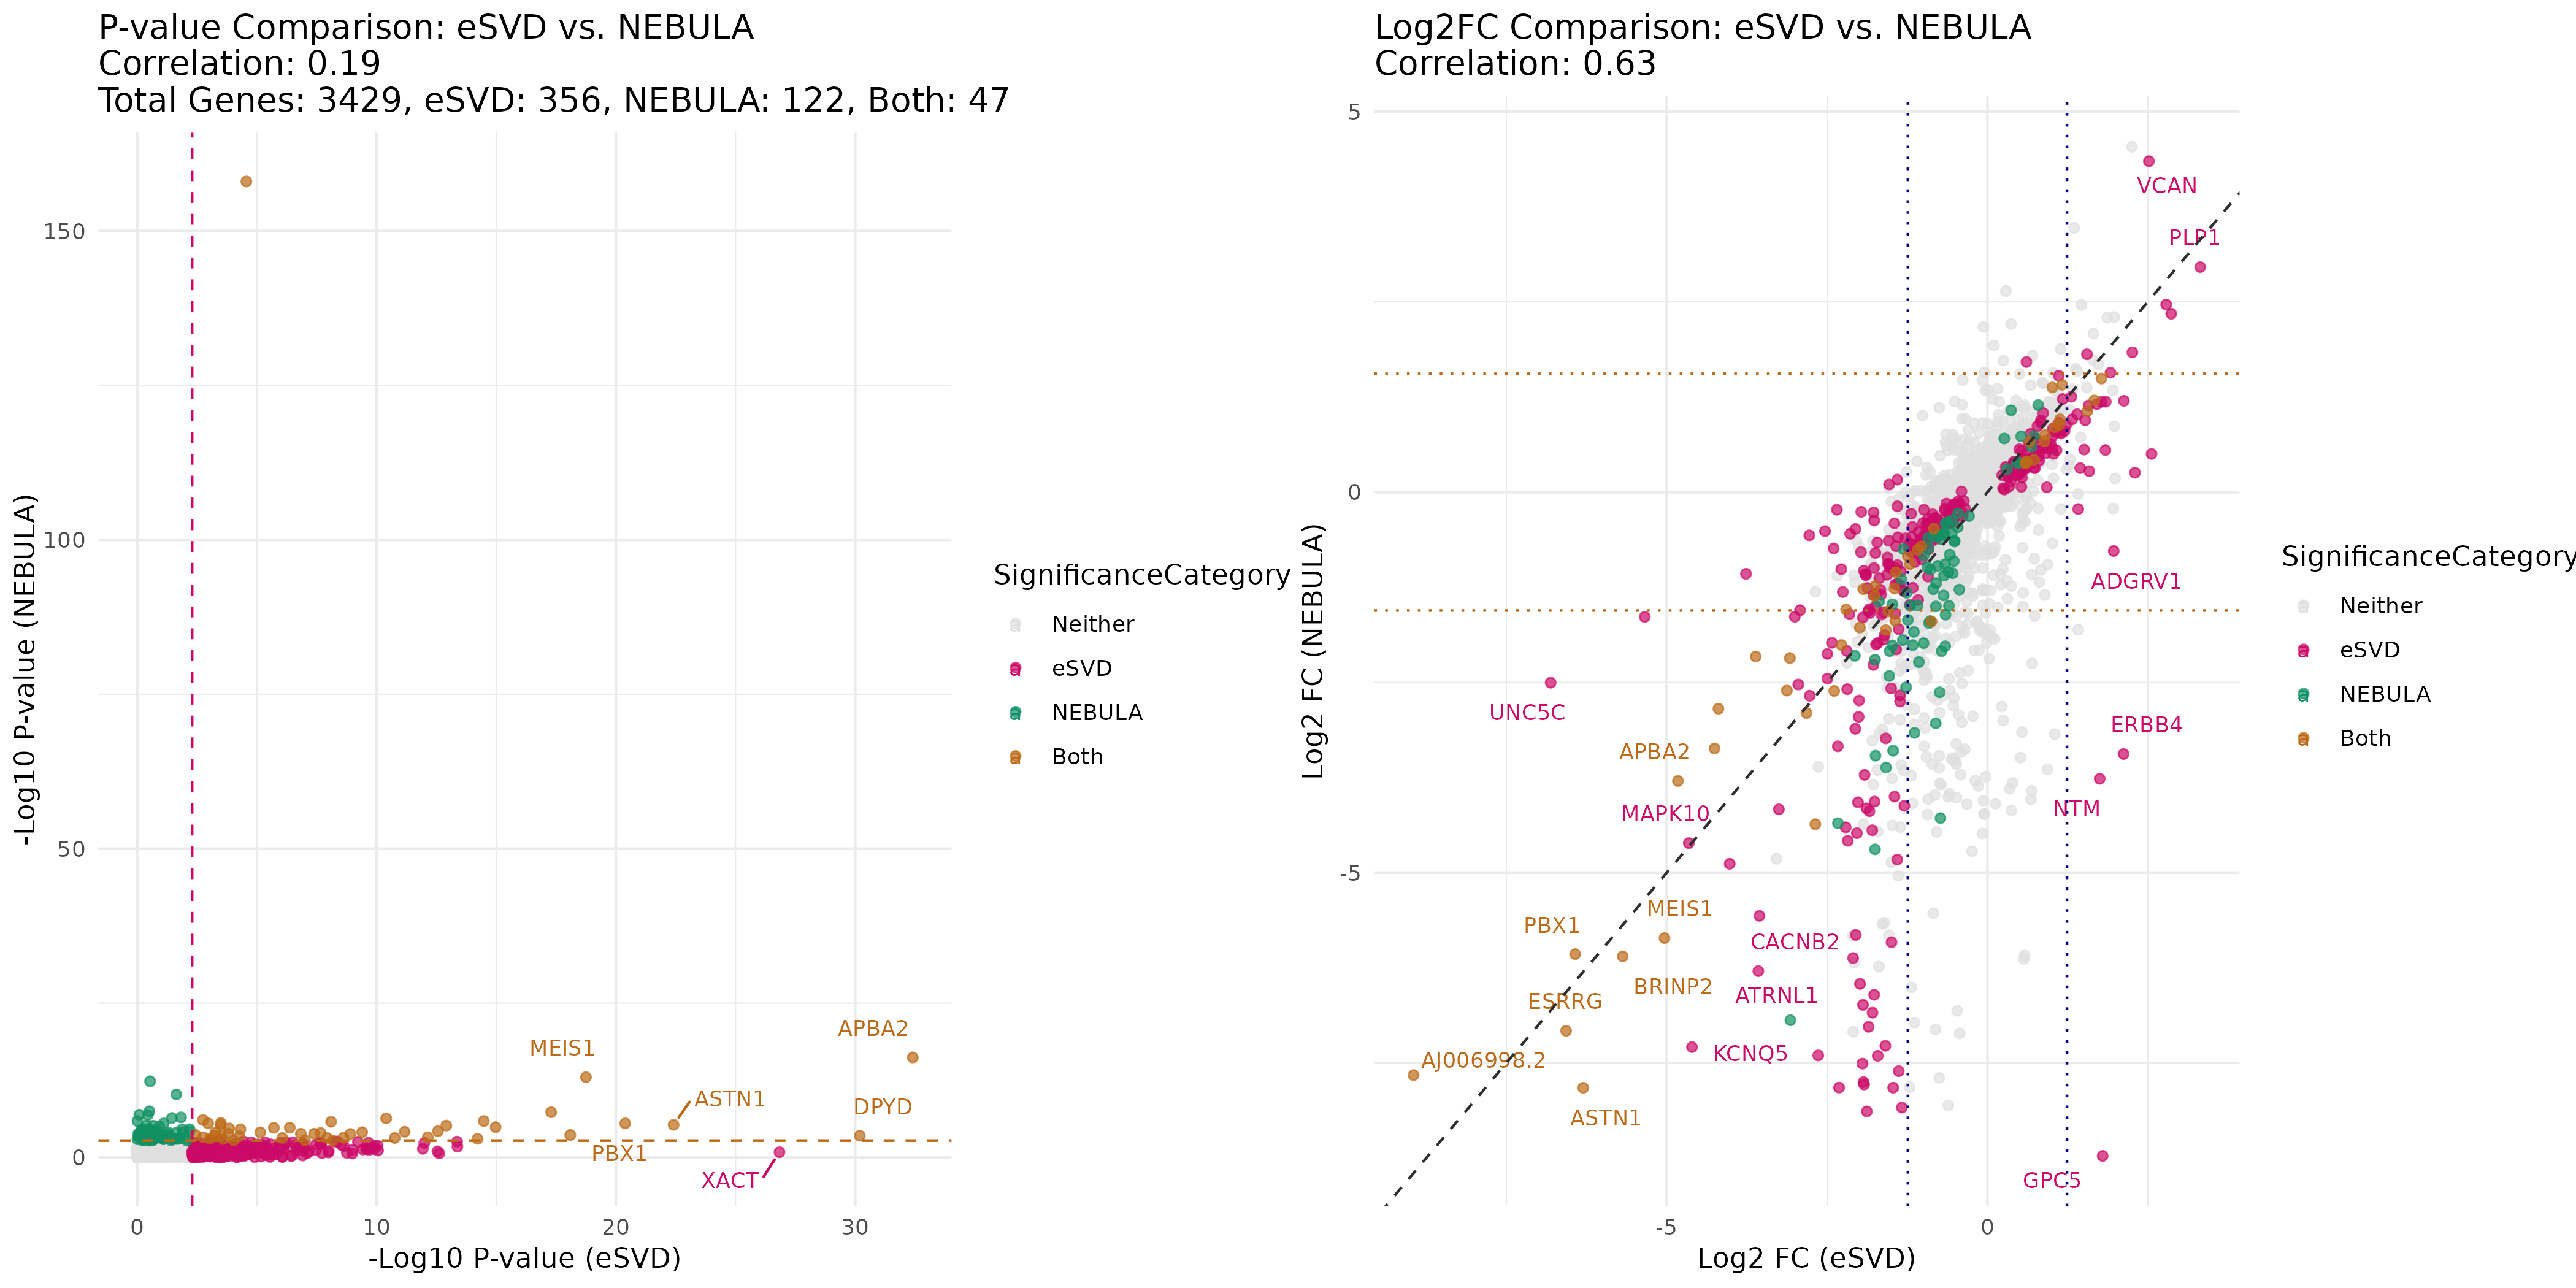 P-value Comparison: eSVD vs. NEBULA
Correlation: 0.19
Total Genes: 3429, eSVD: 356, NEBULA: 122, Both: 47
-Log10 P-value (NEBULA)
150
100
50
0
APBA2
MEIS1
ASTN1
DPYD
PBX1
XACT
0
10
20
30
-Log10 P-value (eSVD)
SignificanceCategory
a Neither
a eSVD
a NEBULA
a Both
Log2FC Comparison: eSVD vs. NEBULA
Correlation: 0.63
Log2 FC (NEBULA)
5
0
-5
VCAN
PLP1
ADGRV1
UNC5C
ERBB4
APBA2
NTM
MAPK10
MEIS1
PBX1
CACNB2
BRINP2
ATRNL1
ESRRG
KCNQ5
AJ006998.2
ASTN1
GPC5
-5
0
Log2 FC (eSVD)
SignificanceCategory
a Neither
a eSVD
a NEBULA
a Both